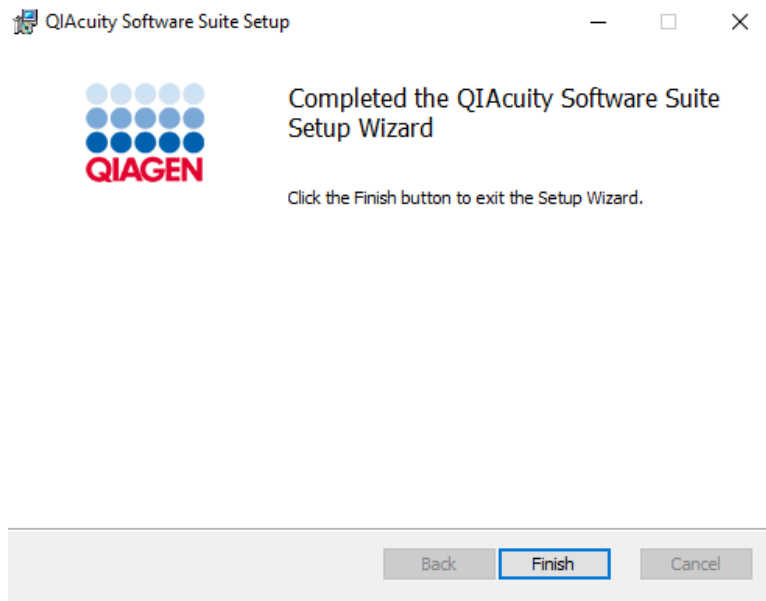 QIAcuity Software Suite Setup
QIAGEN
Completed the QIAcuity Software Suite
Setup Wizard
Click the Finish button to exit the Setup Wizard.
Back
Finish
Cancel